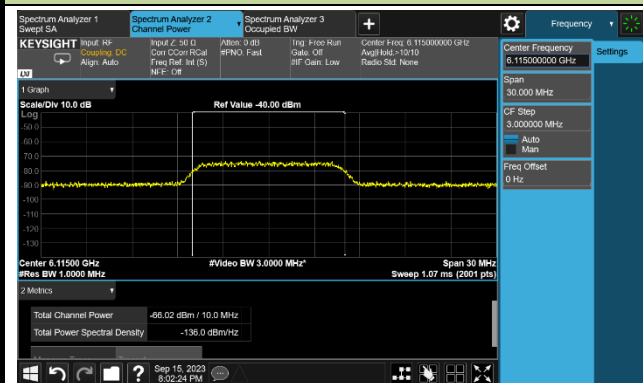 Spectrum Analyzer 1
Swept SA
Spectrum Analyzer 2
Channel Power
Spectrum Analyzer 3
Occupied BW
Frequency
KEYSIGHT
Input: RF
Coupling: DC
Align: Auto
Input Z: 50 Ω
Corr CCorr RCal
Freq Ref: Int (S)
NFE: Off
Atten: 0 dB
#PNO: Fast
Trig: Free Run
Gate: Off
#IF Gain: Low
Center Freq: 6.115000000 GHz
Avg|Hold:>10/10
Radio Std: None
LXI
Center Frequency
6.115000000 GHz
Settings
Span
30.000 MHz
CF Step
3.000000 MHz
Auto
Man
Freq Offset
0 Hz
1 Graph
Scale/Div 10.0 dB
Ref Value -40.00 dBm
Log
-50.0
-60.0
-70.0
-80.0
-90.0
-100
-110
-120
-130
Center 6.11500 GHz
#Video BW 3.0000 MHz*
Span 30 MHz
#Res BW 1.0000 MHz
Sweep 1.07 ms (2001 pts)
2 Metrics
Total Channel Power -66.02 dBm / 10.0 MHz
Total Power Spectral Density -136.0 dBm/Hz
Sep 15, 2023
8:02:24 PM